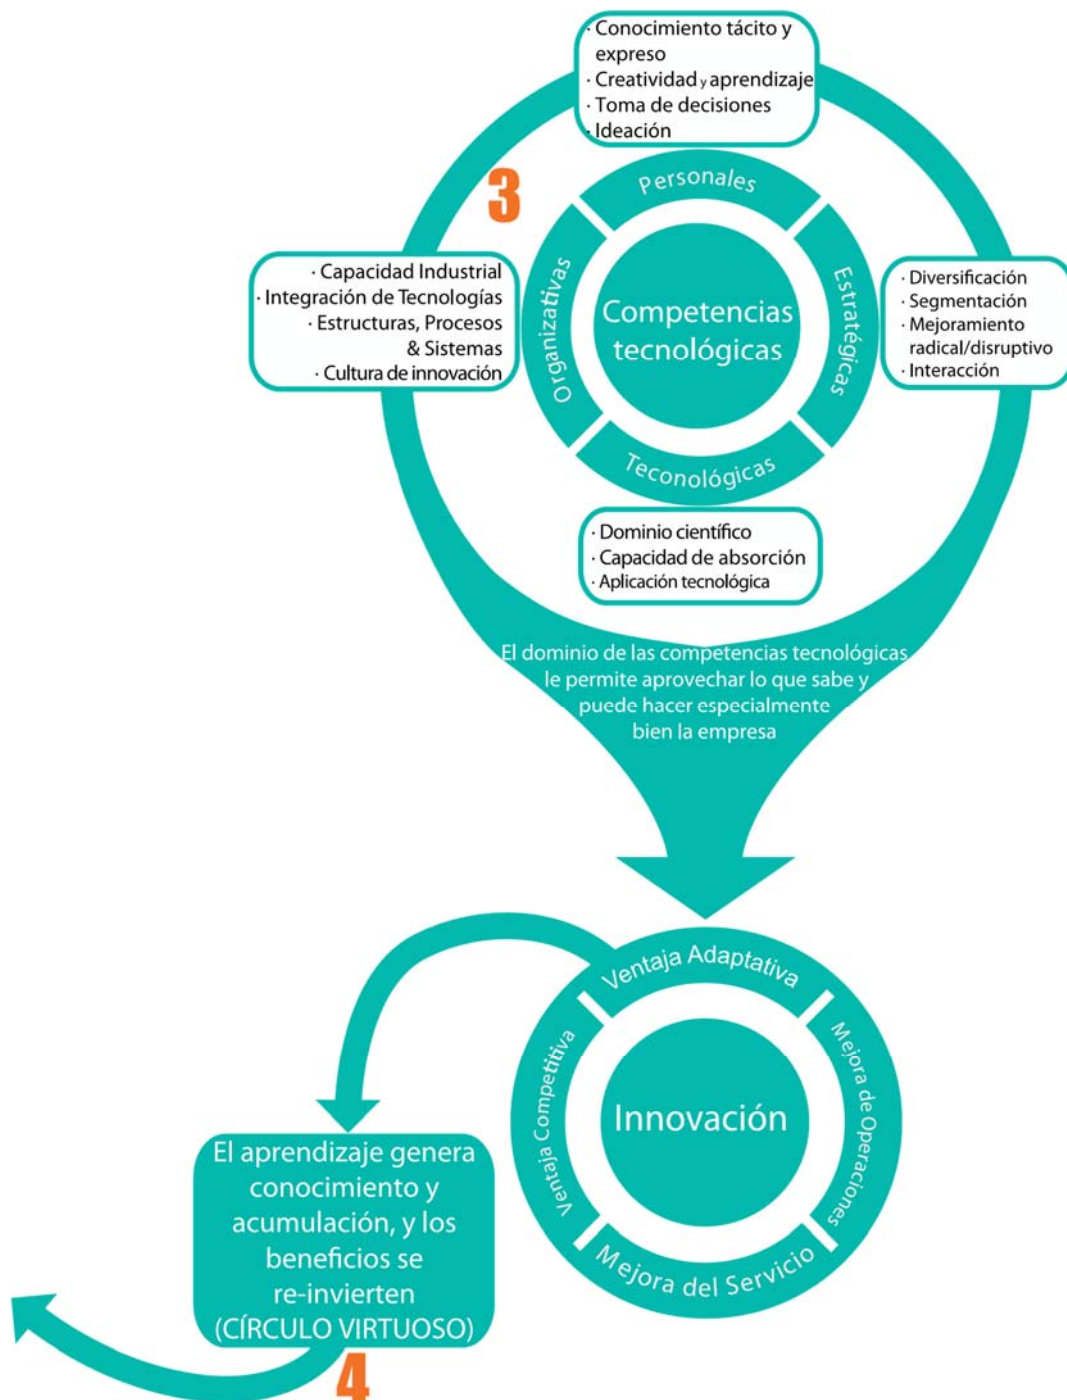 · Conocimiento tácito y
expreso
· Creatividad y aprendizaje
· Toma de decisiones
· Ideación
3
Personales
Organizativas
Estratégicas
Teconológicas
Competencias
tecnológicas
· Capacidad Industrial
· Integración de Tecnologías
· Estructuras, Procesos
& Sistemas
· Cultura de innovación
· Diversificación
· Segmentación
· Mejoramiento
radical/disruptivo
· Interacción
· Dominio científico
· Capacidad de absorción
· Aplicación tecnológica
El dominio de las competencias tecnológicas
le permite aprovechar lo que sabe y
puede hacer especialmente
bien la empresa
Ventaja Adaptativa
Ventaja Competitiva
Mejora de Operaciones
Innovación
Mejora del Servicio
El aprendizaje genera
conocimiento y
acumulación, y los
beneficios se
re-invierten
(CÍRCULO VIRTUOSO)
4